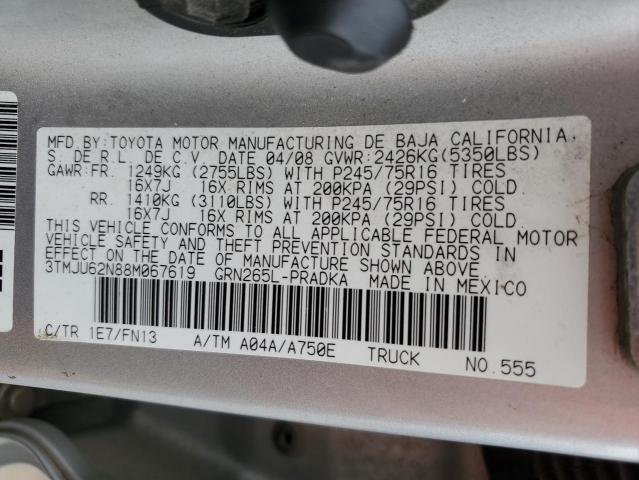 MFD.BY:TOYOTA MOTOR MANUFACTURING DE BAJA CALIFORNIA,
S. DE R.L. DE C.V. DATE 04/08 GVWR:2426KG(5350LBS)
GAWR:FR. 1249KG (2755LBS) WITH P245/75R16 TIRES
16X7J 16X RIMS AT 200KPA (29PSI) COLD
RR. 1410KG (3110LBS) WITH P245/75R16 TIRES
16X7J 16X RIMS AT 200KPA (29PSI) COLD
THIS VEHICLE CONFORMS TO ALL APPLICABLE FEDERAL MOTOR
VEHICLE SAFETY AND THEFT PREVENTION STANDARDS IN
EFFECT ON THE DATE OF MANUFACTURE SHOWN ABOVE.
3TMJU62N88M067619 GRN265L-PRADKA MADE IN MEXICO
C/TR 1E7/FN13 A/TM A04A/A750E TRUCK NO.555